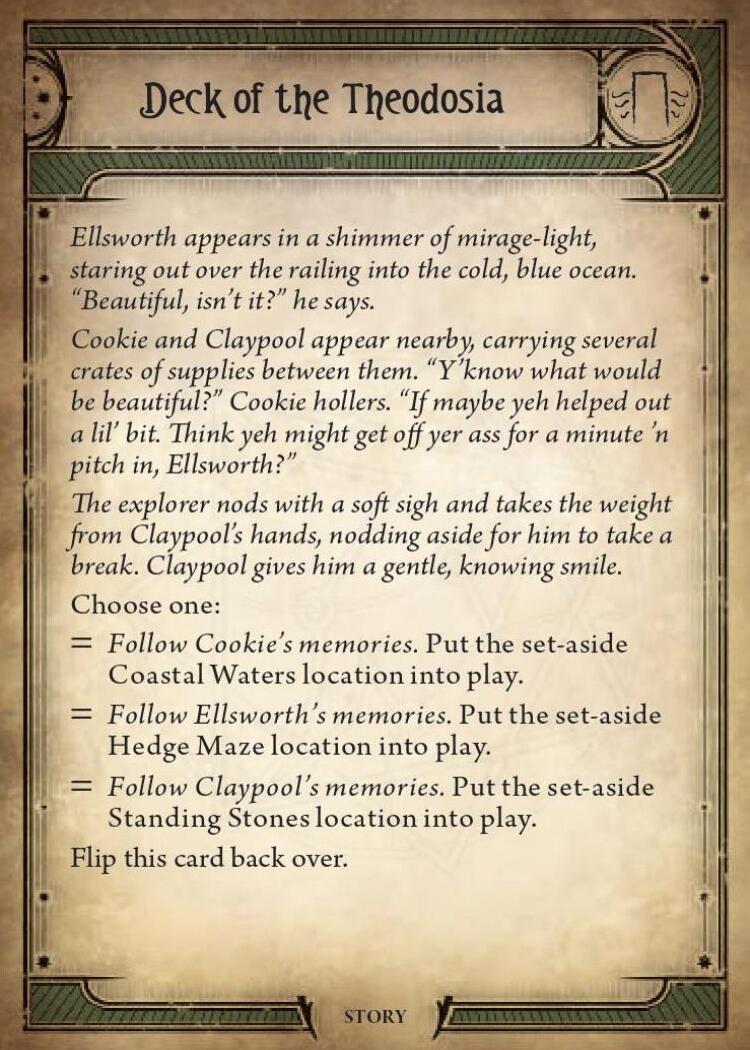 Deck of the Theodosia
Ellsworth appears in a shimmer of mirage-light,
staring out over the railing into the cold, blue ocean.
“Beautiful, isn’t it?” he says.
Cookie and Claypool appear nearby, carrying several
crates of supplies between them. “Y’know what would
be beautiful?” Cookie hollers. “If maybe yeh helped out
a lil’ bit. Think yeh might get off yer ass for a minute ’n
pitch in, Ellsworth?”
The explorer nods with a soft sigh and takes the weight
from Claypool’s hands, nodding aside for him to take a
break. Claypool gives him a gentle, knowing smile.
Choose one:
= Follow Cookie’s memories. Put the set-aside
Coastal Waters location into play.
= Follow Ellsworth’s memories. Put the set-aside
Hedge Maze location into play.
= Follow Claypool’s memories. Put the set-aside
Standing Stones location into play.
Flip this card back over.
STORY